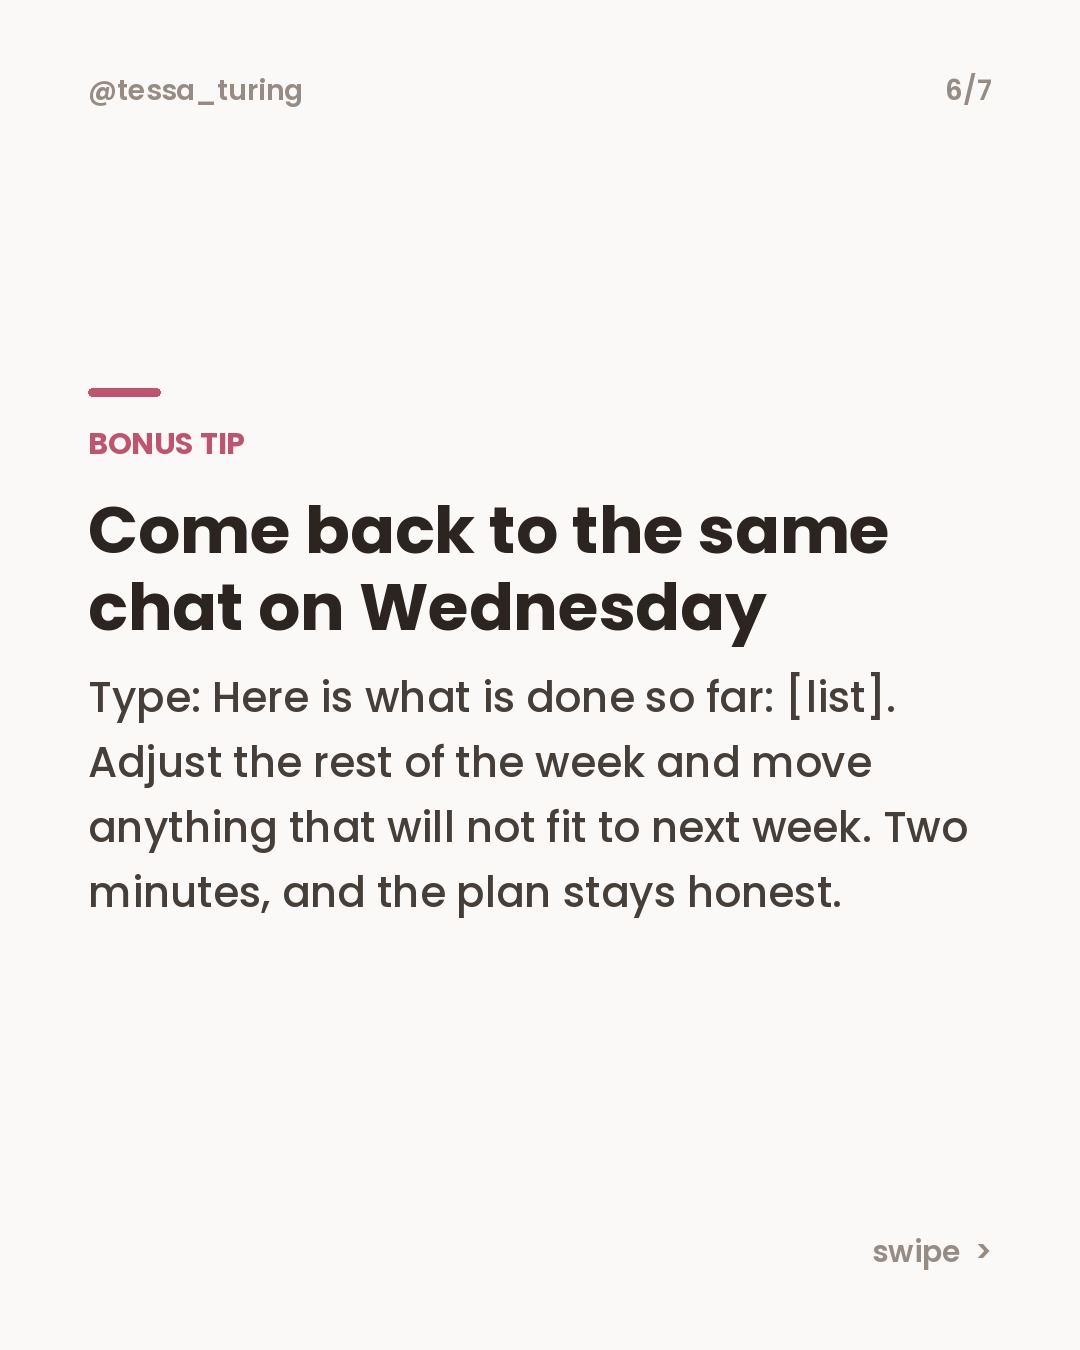 @tessa_turing
6/7
BONUS TIP
Come back to the same
chat on Wednesday
Type: Here is what is done so far: [list].
Adjust the rest of the week and move
anything that will not fit to next week. Two
minutes, and the plan stays honest.
swipe >